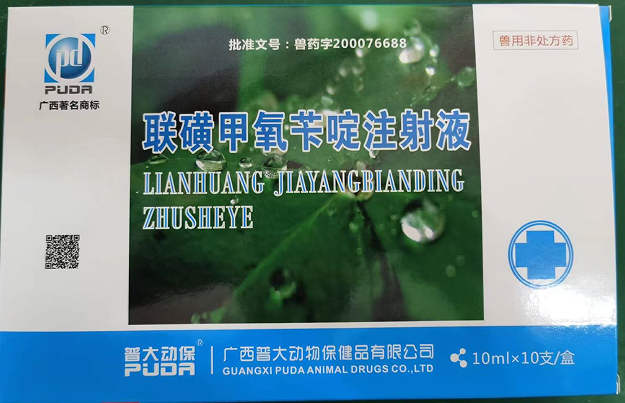 pd
®
PUDA
广西著名商标
批准文号：兽药字200076688
兽用非处方药
联磺甲氧苄啶注射液
LIANHUANG JIAYANGBIANDING
ZHUSHEYE
普大动保®
PUDA
广西普大动物保健品有限公司
GUANGXI PUDA ANIMAL DRUGS CO.,LTD
10ml×10支/盒